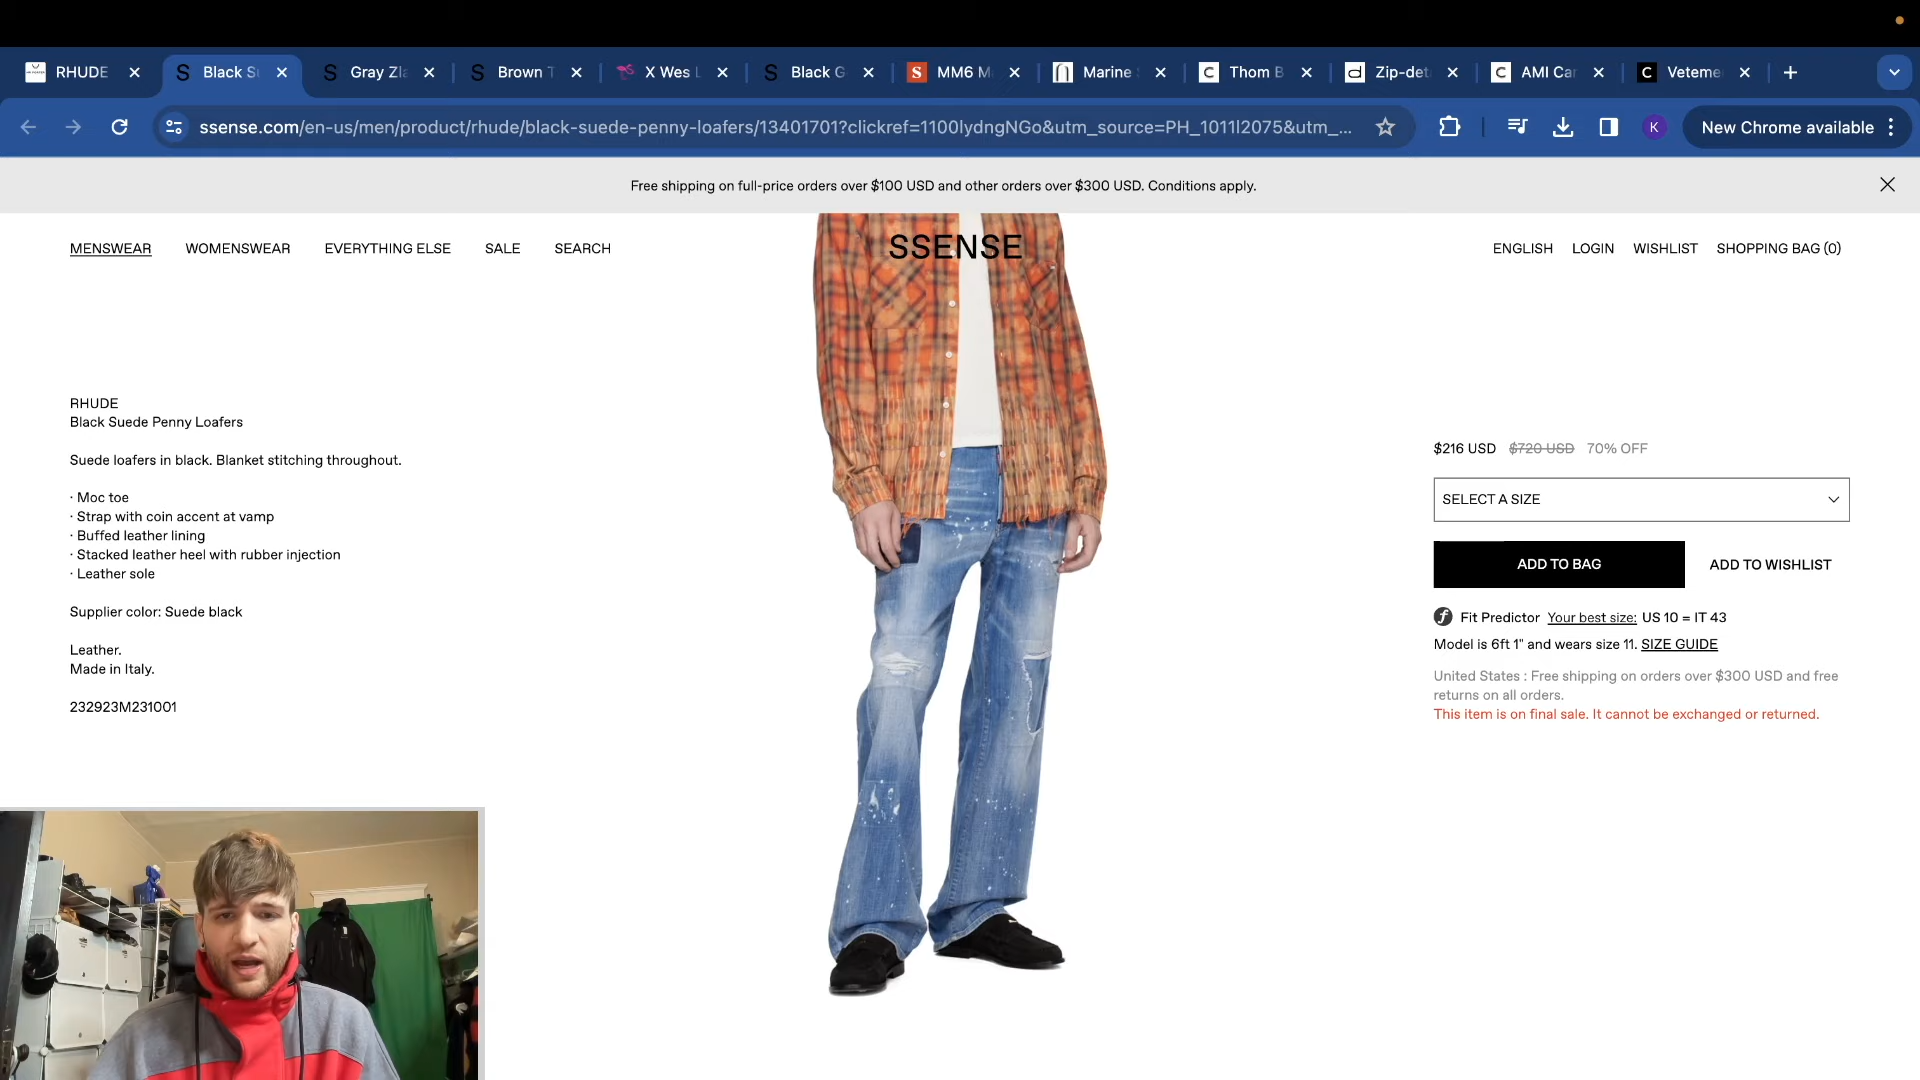 RHUDE
Black S
Gray Zla
Brown T
X Wes L
Black G
MM6 M
Marine
Thom B
Zip-det
AMI Car
Veteme
ssense.com/en-us/men/product/rhude/black-suede-penny-loafers/13401701?clickref=1100lydngNGo&utm_source=PH_1011l2075&utm_...
K
New Chrome available
Free shipping on full-price orders over $100 USD and other orders over $300 USD. Conditions apply.
MENSWEAR
WOMENSWEAR
EVERYTHING ELSE
SALE
SEARCH
SSENSE
ENGLISH
LOGIN
WISHLIST
SHOPPING BAG (0)
RHUDE
Black Suede Penny Loafers
Suede loafers in black. Blanket stitching throughout.
· Moc toe
· Strap with coin accent at vamp
· Buffed leather lining
· Stacked leather heel with rubber injection
· Leather sole
Supplier color: Suede black
Leather.
Made in Italy.
232923M231001
$216 USD $720 USD 70% OFF
SELECT A SIZE
ADD TO BAG
ADD TO WISHLIST
Fit Predictor Your best size: US 10 = IT 43
Model is 6ft 1" and wears size 11. SIZE GUIDE
United States : Free shipping on orders over $300 USD and free
returns on all orders.
This item is on final sale. It cannot be exchanged or returned.